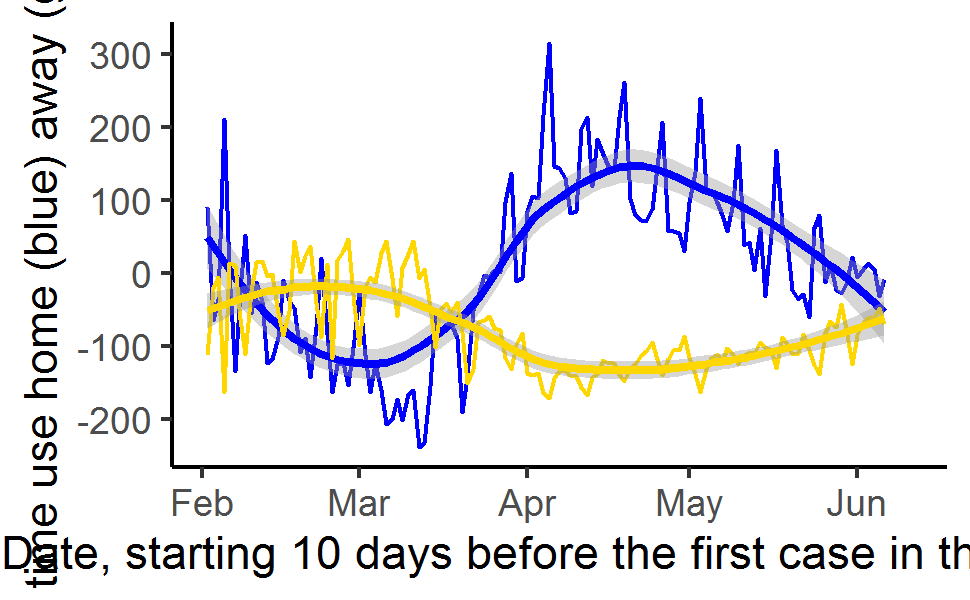 time use home (blue) away (
300
200
100
0
-100
-200
Feb Mar Apr May Jun
Date, starting 10 days before the first case in th